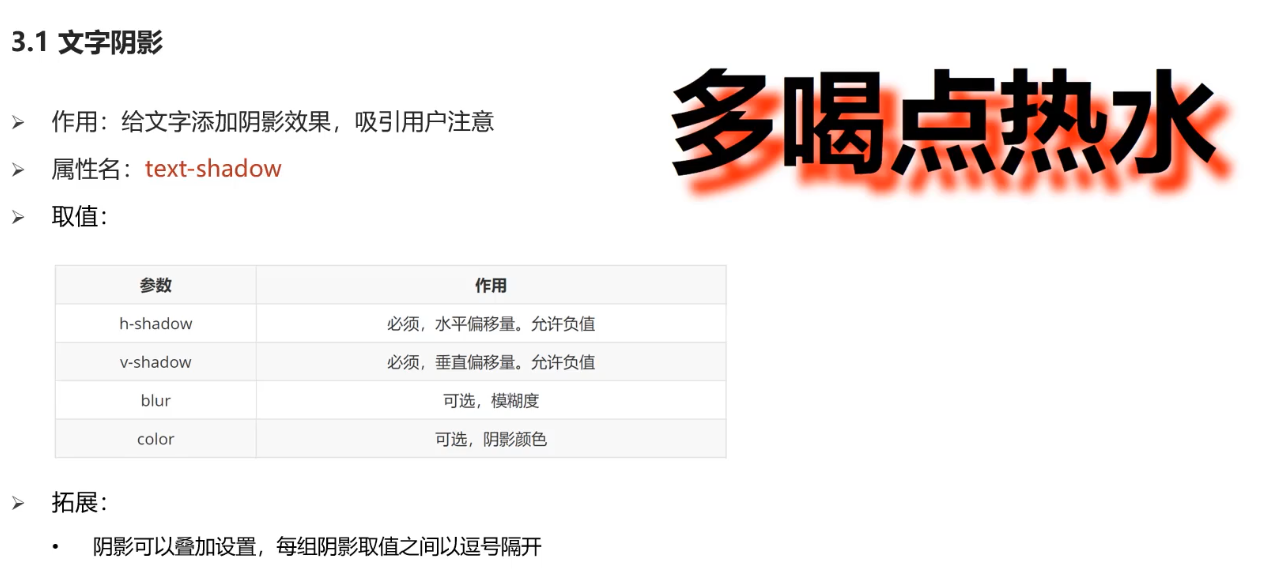 3.1 文字阴影
多喝点热水
➢ 作用：给文字添加阴影效果，吸引用户注意
➢ 属性名：text-shadow
➢ 取值：
参数 作用
h-shadow 必须，水平偏移量。允许负值
v-shadow 必须，垂直偏移量。允许负值
blur 可选，模糊度
color 可选，阴影颜色
➢ 拓展：
• 阴影可以叠加设置，每组阴影取值之间以逗号隔开